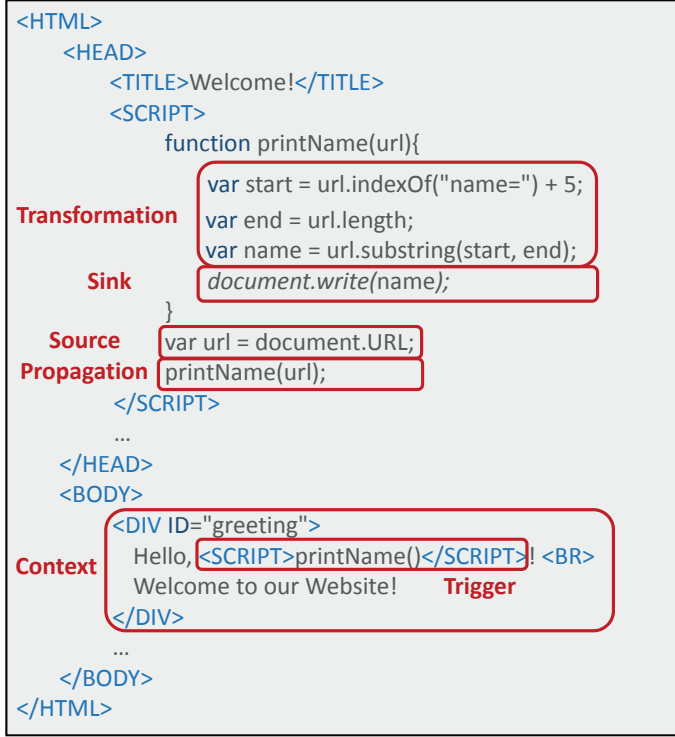 <HTML>
<HEAD>
<TITLE>Welcome!</TITLE>
<SCRIPT>
function printName(url){
var start = url.indexOf("name=") + 5;
Transformation var end = url.length;
var name = url.substring(start, end);
Sink document.write(name);
}
Source var url = document.URL;
Propagation printName(url);
</SCRIPT>
...
</HEAD>
<BODY>
<DIV ID="greeting">
Context Hello, <SCRIPT>printName()</SCRIPT>! <BR>
Welcome to our Website! Trigger
</DIV>
...
</BODY>
</HTML>